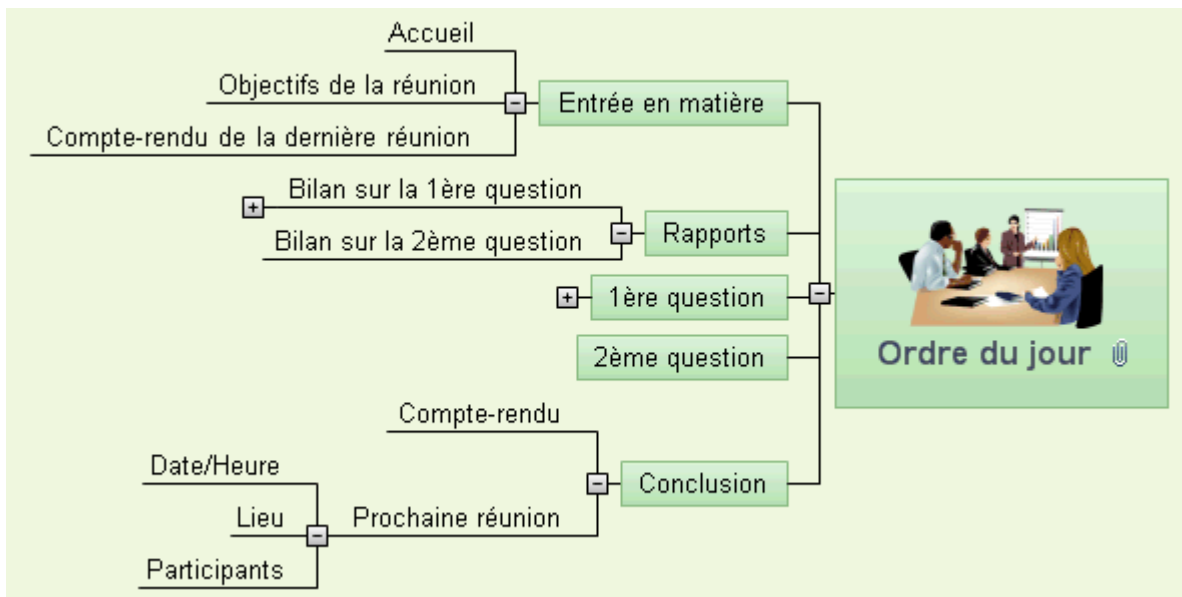 Accueil
Objectifs de la réunion
Entrée en matière
Compte-rendu de la dernière réunion
Bilan sur la 1ère question
Rapports
Bilan sur la 2ème question
1ère question
2ème question
Ordre du jour
Compte-rendu
Date/Heure
Conclusion
Lieu
Prochaine réunion
Participants